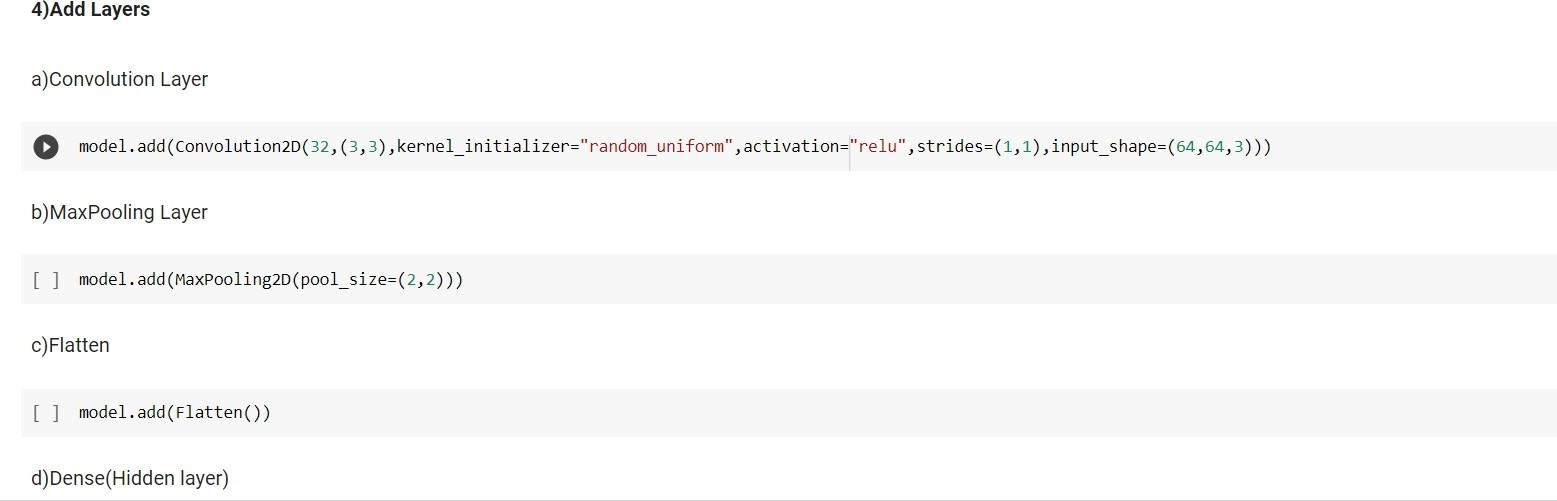 4)Add Layers
a)Convolution Layer
model.add(Convolution2D(32,(3,3),kernel_initializer="random_uniform",activation="relu",strides=(1,1),input_shape=(64,64,3)))
b)MaxPooling Layer
[ ] model.add(MaxPooling2D(pool_size=(2,2)))
c)Flatten
[ ] model.add(Flatten())
d)Dense(Hidden layer)